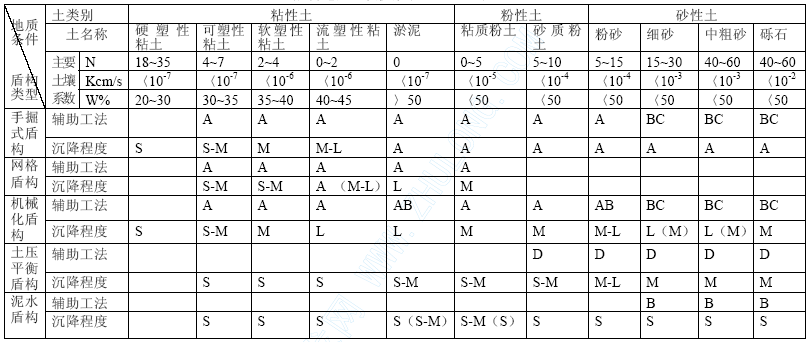 地质条件 土类别 粘性土 粉性土 砂性土
盾构类型 土名称 硬塑性粘土 可塑性粘土 软塑性粘土 流塑性粘土 淤泥 粘质粉土 砂质粉土 粉砂 细砂 中粗砂 砾石
主要土壤系数 N 18~35 4~7 2~4 0~2 0 0~5 5~10 5~15 15~30 40~60 40~60
Kcm/s 〈10-7 〈10-7 〈10-6 〈10-6 〈10-7 〈10-5 〈10-4 〈10-4 〈10-3 〈10-3 〈10-2
W% 20~30 30~35 35~40 40~45 〉50 〈50 〈50 〈50 〈50 〈50 〈50
手掘式盾构 辅助工法 A A A A A A A BC BC BC
沉降程度 S S-M M M-L A A A A A A A
网格盾构 辅助工法 A A A A A
沉降程度 S-M S-M A （M-L） L M
机械化盾构 辅助工法 A A A AB A A AB BC BC BC
沉降程度 S S-M M L L M M M-L L（M） L（M） M
土压平衡盾构 辅助工法 D D D D D
沉降程度 S S S S-M S-M S-M M-L M M M
泥水盾构 辅助工法 B B B
沉降程度 S S S S（S-M） S-M（S） S S S S S